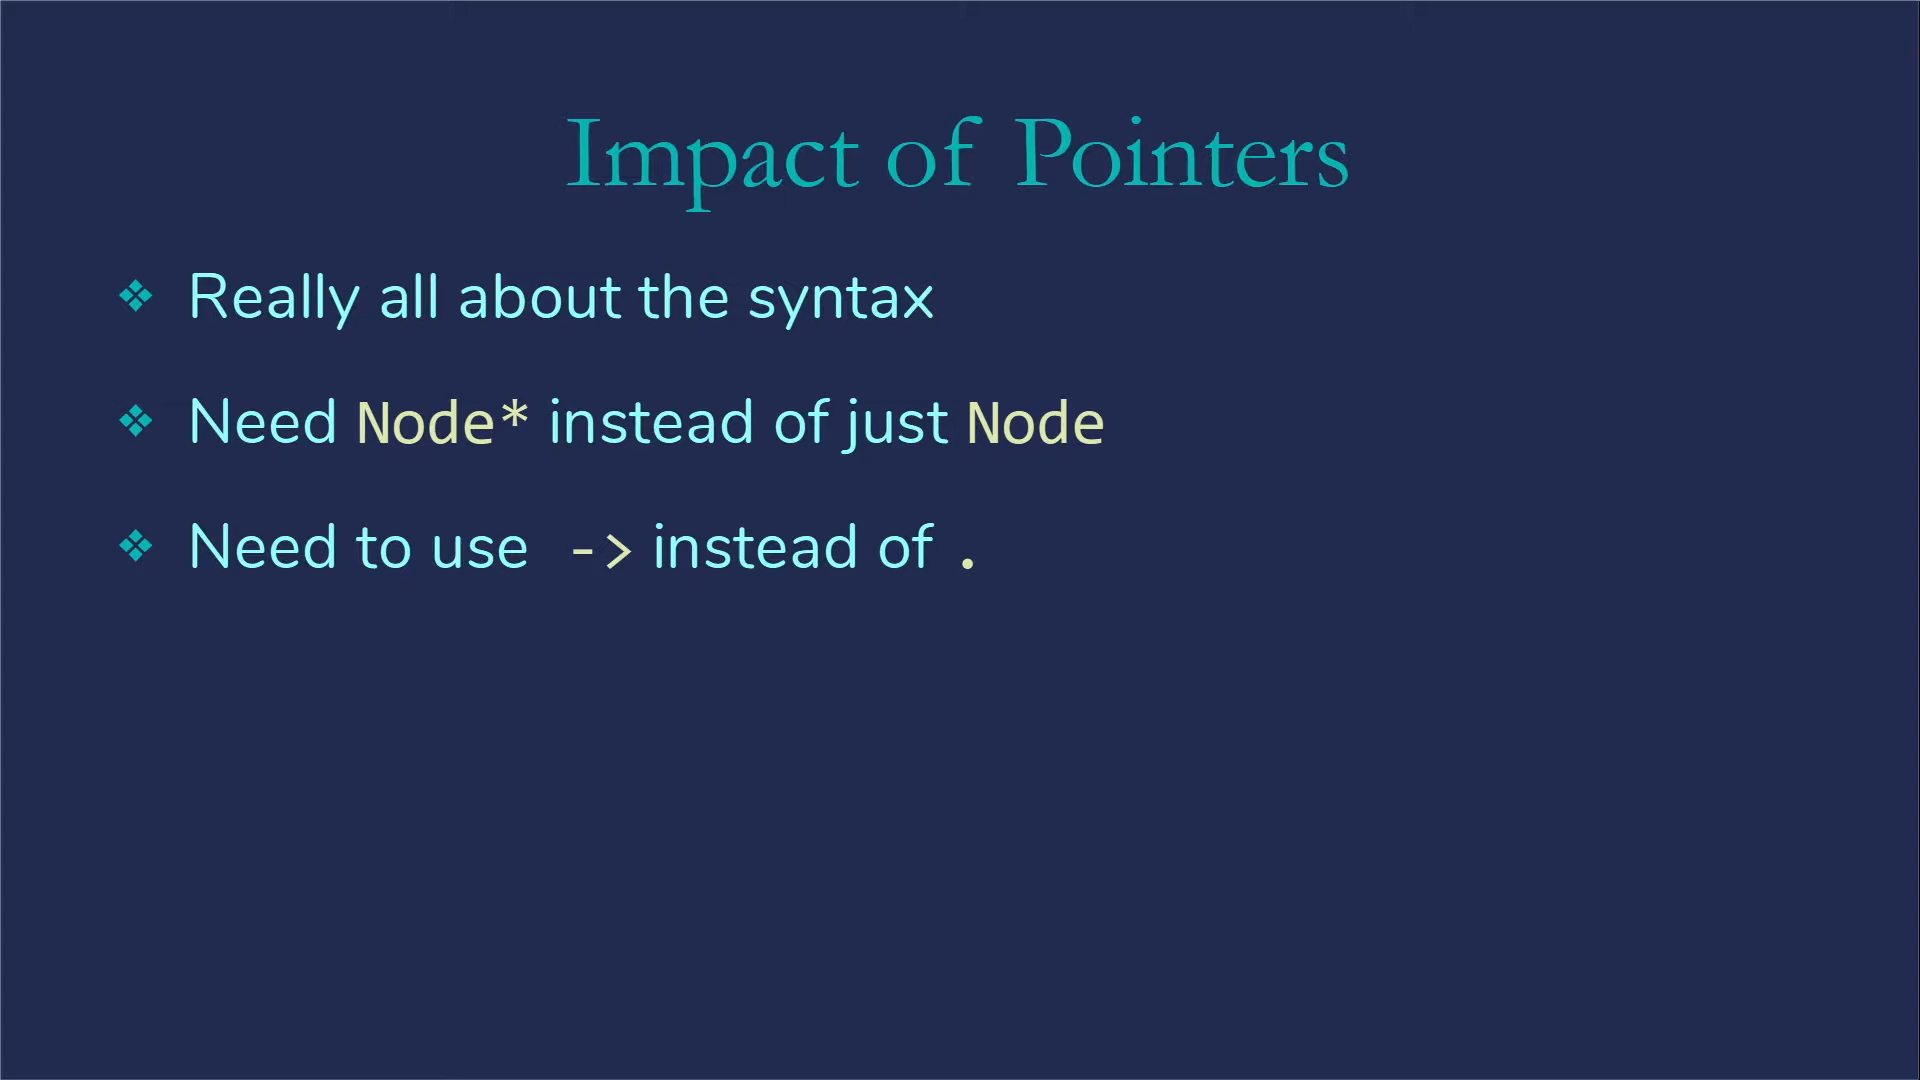 Impact of Pointers
❖ Really all about the syntax
❖ Need Node* instead of just Node
❖ Need to use -> instead of .